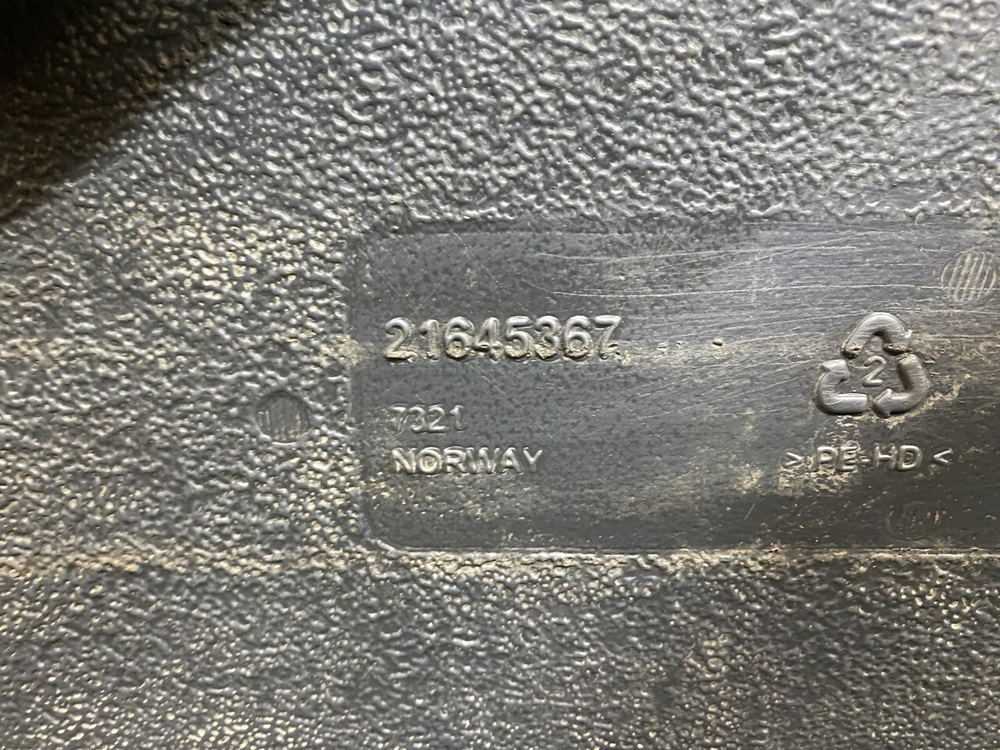 21645367
7321
NORWAY
2
>PE-HD<